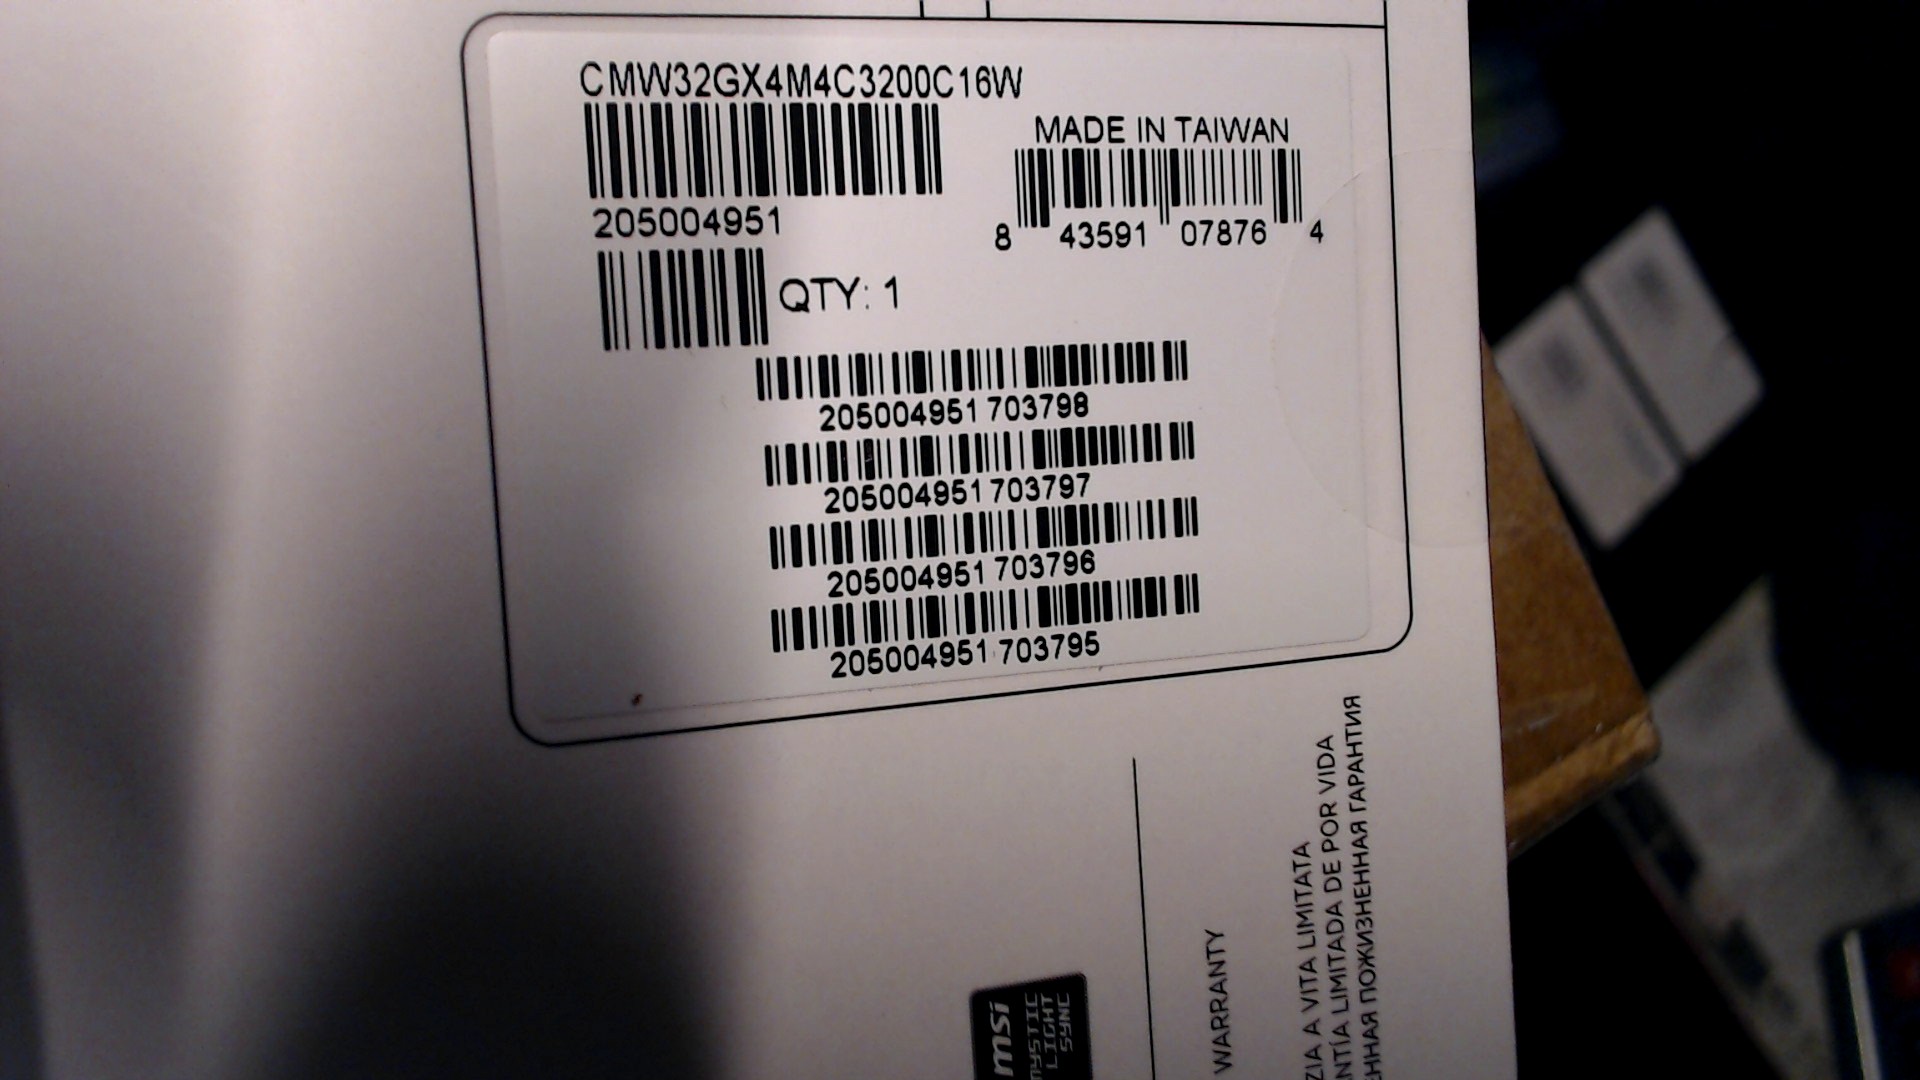 CMW32GX4M4C3200C16W
MADE IN TAIWAN
205004951
8 43591 07876 4
QTY: 1
205004951 703798
205004951 703797
205004951 703796
205004951 703795
WARRANTY
ZIA A VITA LIMITATA
NTÍA LIMITADA DE POR VIDA
ННАЯ ПОЖИЗНЕННАЯ ГАРАНТИЯ
msi
MYSTIC
LIGHT
SYNC